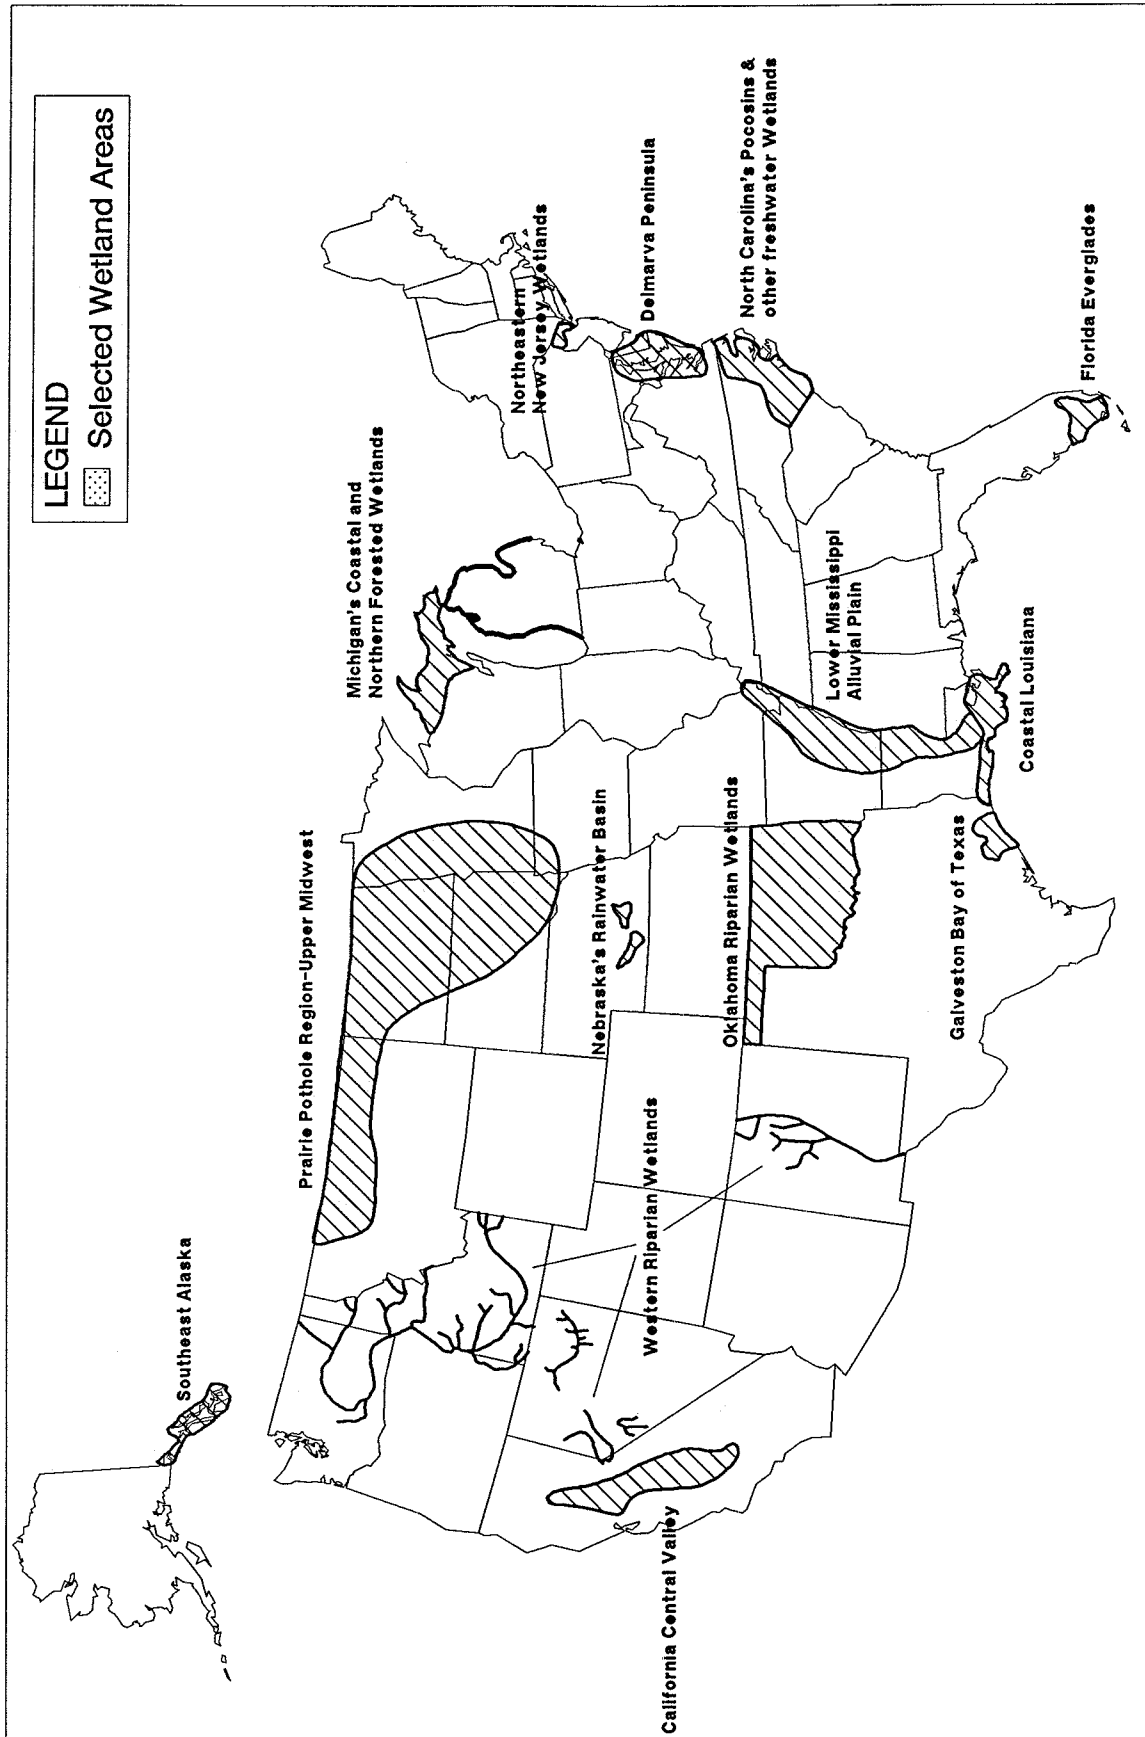 LEGEND
Selected Wetland Areas
Southeast Alaska
Prairie Pothole Region-Upper Midwest
Michigan's Coastal and
Northern Forested Wetlands
Northeastern
New Jersey Wetlands
Delmarva Peninsula
North Carolina's Pocosins &
other freshwater Wetlands
Nebraska's Rainwater Basin
Western Riparian Wetlands
Oklahoma Riparian Wetlands
Lower Mississippi
Alluvial Plain
California Central Valley
Galveston Bay of Texas
Coastal Louisiana
Florida Everglades